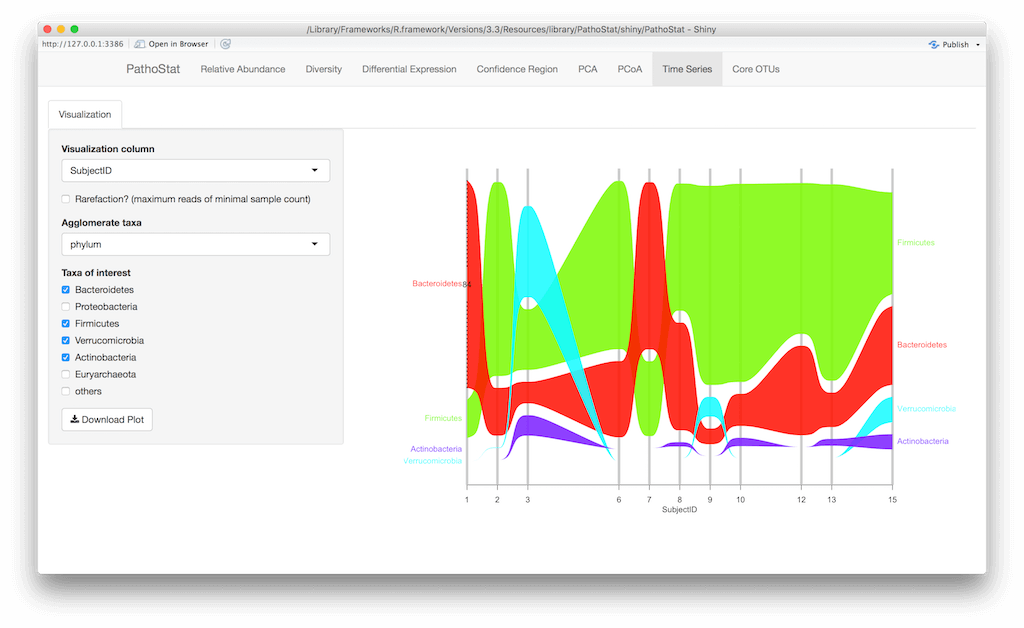 /Library/Frameworks/R.framework/Versions/3.3/Resources/library/PathoStat/shiny/PathoStat - Shiny
http://127.0.0.1:3386 Open in Browser Publish
PathoStat Relative Abundance Diversity Differential Expression Confidence Region PCA PCoA Time Series Core OTUs
Visualization
Visualization column
SubjectID
Rarefaction? (maximum reads of minimal sample count)
Agglomerate taxa
phylum
Taxa of interest
Bacteroidetes
Proteobacteria
Firmicutes
Verrucomicrobia
Actinobacteria
Euryarchaeota
others
Download Plot
Bacteroidetes 84
Firmicutes
Actinobacteria
Verrucomicrobia
Firmicutes
Bacteroidetes
Verrucomicrobia
Actinobacteria
1 2 3 6 7 8 9 10 12 13 15
SubjectID